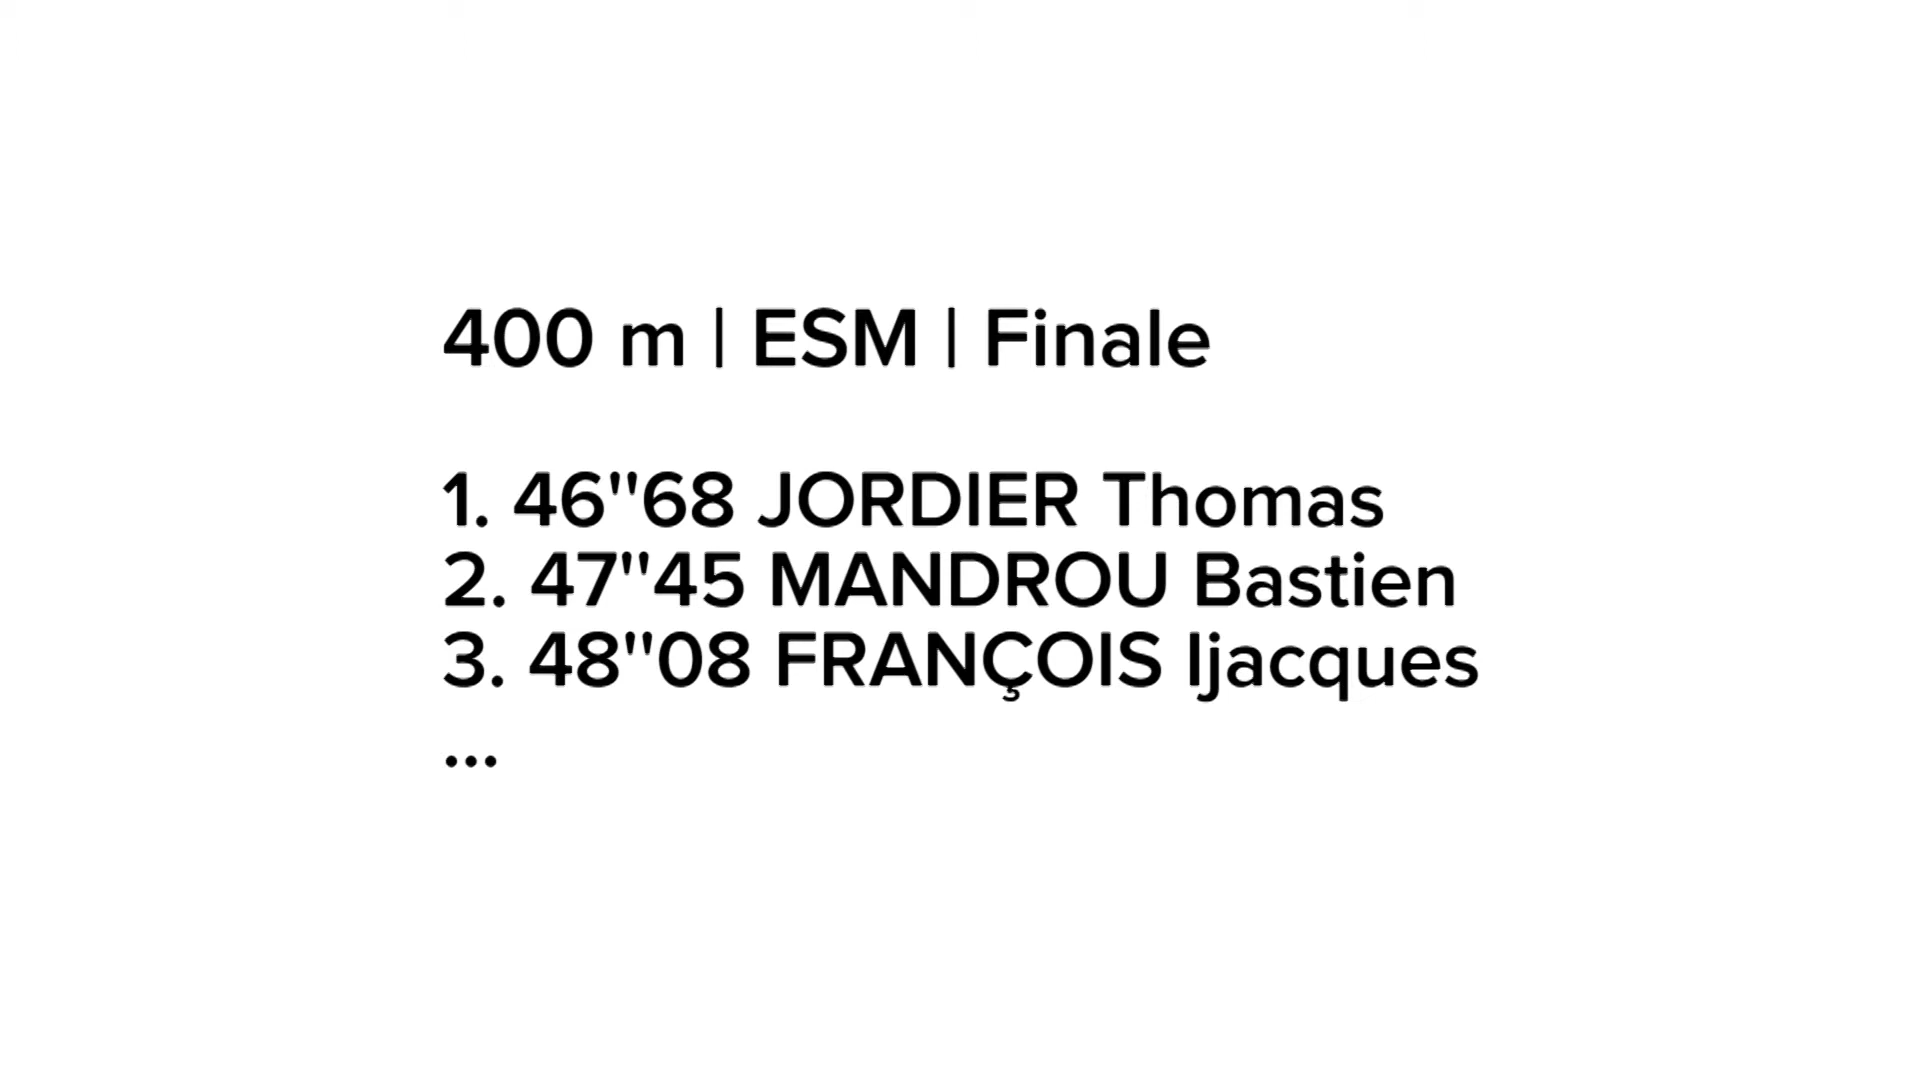 400 m | ESM | Finale
1. 46''68 JORDIER Thomas
2. 47''45 MANDROU Bastien
3. 48''08 FRANÇOIS Ijacques
...